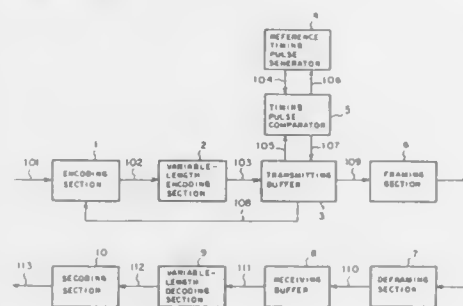 4
REFERENCE
TIMING
PULSE GENERATOR
104
106
TIMING
PULSE
COMPARATOR
5
105
107
1
2
101
ENCODING
SECTION
102
VARIABLE-
LENGTH
ENCODING
SECTION
103
TRANSMITTING
BUFFER
3
109
6
FRAMING
SECTION
108
113
10
SECODING
SECTION
112
9
VARIABLE-
LENGTH
DECODING
SECTION
111
8
RECEIVING
BUFFER
110
7
DEFRAMING
SECTION